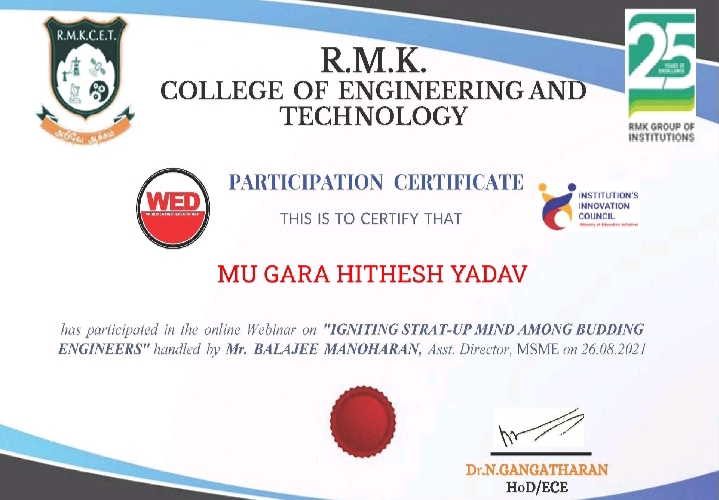 R.M.K.C.E.T.
அறிவே ஆக்கம்
R.M.K.
COLLEGE OF ENGINEERING AND
TECHNOLOGY
25
YEARS OF
EXCELLENCE
RMK GROUP OF
INSTITUTIONS
WED
PARTICIPATION CERTIFICATE
THIS IS TO CERTIFY THAT
INSTITUTION'S
INNOVATION
COUNCIL
Ministry of Education Initiative
MU GARA HITHESH YADAV
has participated in the online Webinar on "IGNITING STRAT-UP MIND AMONG BUDDING
ENGINEERS" handled by Mr. BALAJEE MANOHARAN, Asst. Director, MSME on 26.08.2021
Dr.N.GANGATHARAN
HoD/ECE